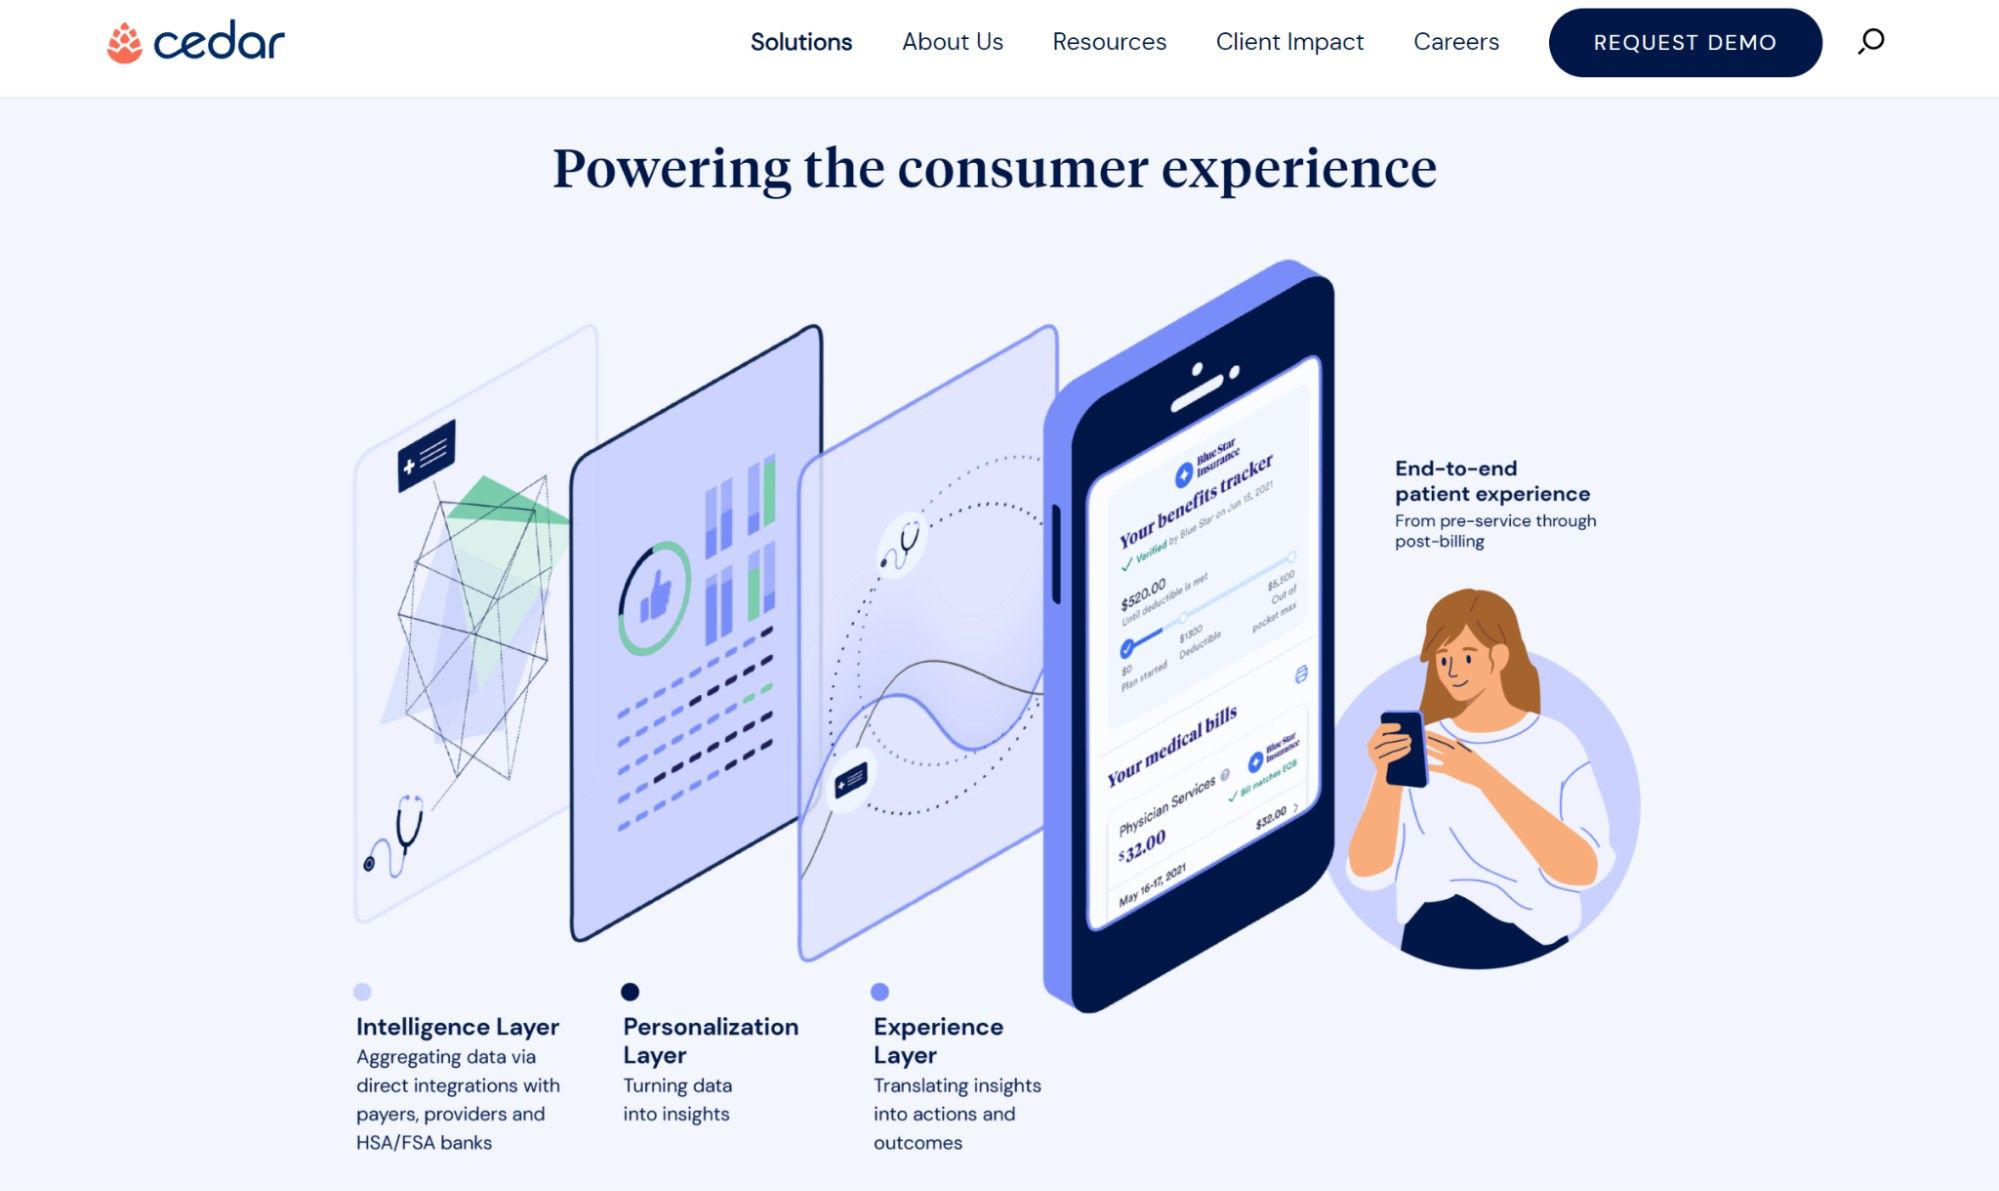 cedar
Solutions
About Us
Resources
Client Impact
Careers
REQUEST DEMO
Powering the consumer experience
Blue Star
Insurance
Your benefits tracker
Verified by Blue Star on Jun 15, 2021
$520.00
Until deductible is met
$0
Plan started
$1300
Deductible
$5,500
Out of
pocket max
Your medical bills
Physician Services ?
$32.00
Blue Star
Insurance
Bill matches EOB
$32.00
May 16-17, 2021
End-to-end
patient experience
From pre-service through
post-billing
Intelligence Layer
Aggregating data via
direct integrations with
payers, providers and
HSA/FSA banks
Personalization
Layer
Turning data
into insights
Experience
Layer
Translating insights
into actions and
outcomes